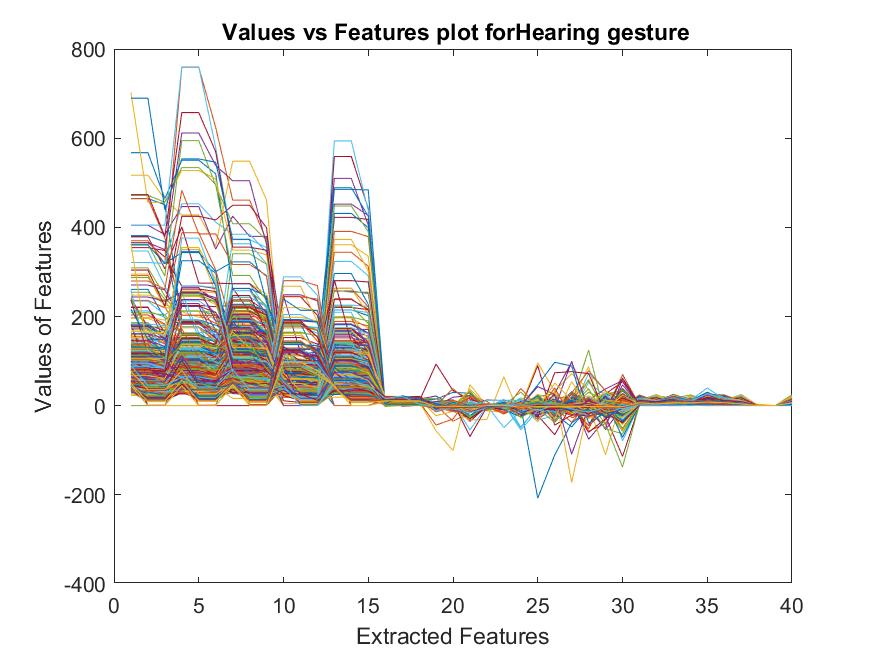 Values vs Features plot forHearing gesture
Values of Features
800
600
400
200
0
-200
-400
0 5 10 15 20 25 30 35 40
Extracted Features